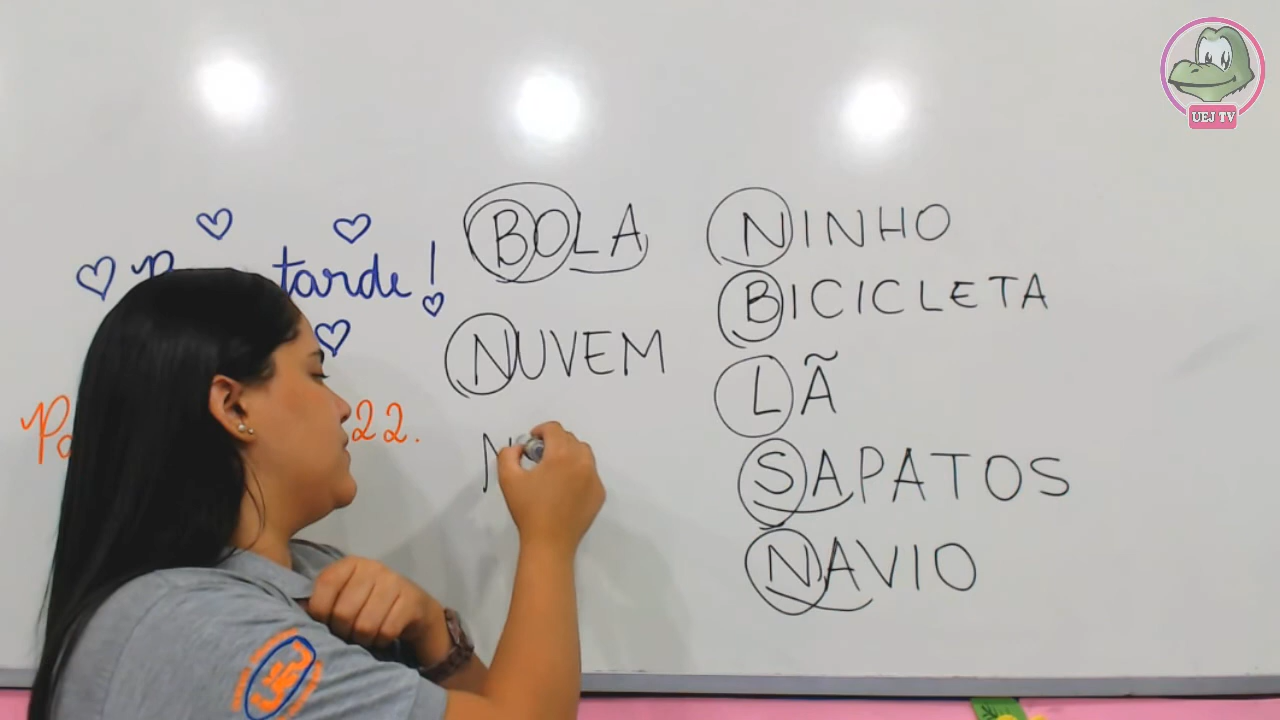 tarde!
22.
BOLA
NUVEM
N
NINHO
BICICLETA
LÃ
SAPATOS
NAVIO
UEJ TV